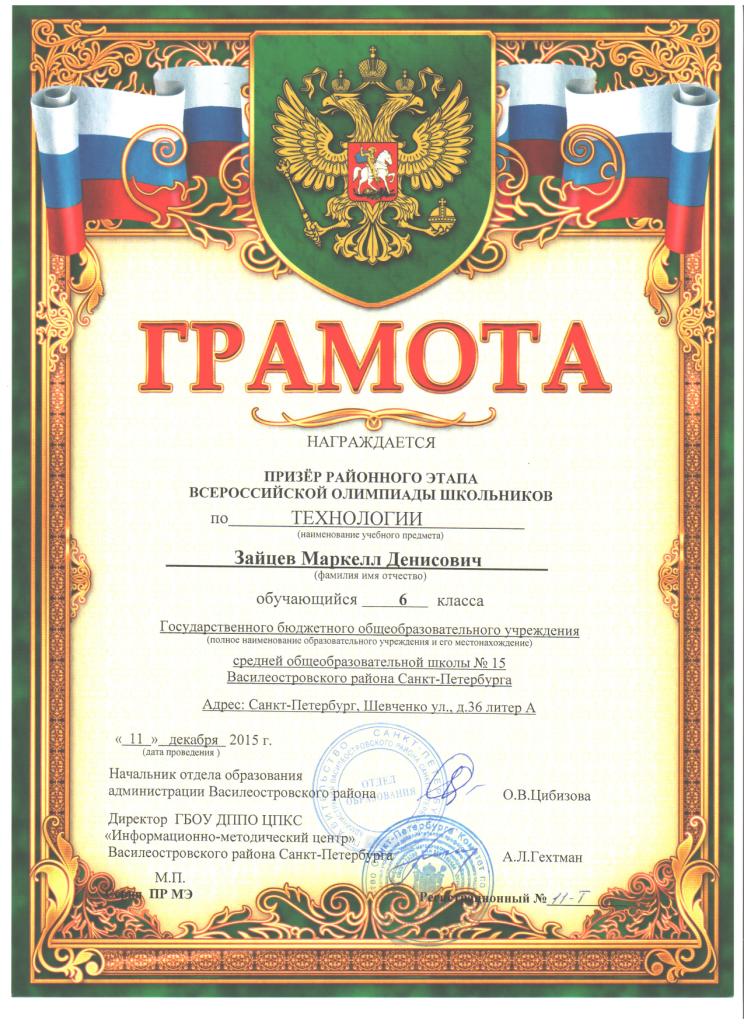 ГРАМОТА
НАГРАЖДАЕТСЯ
ПРИЗЁР РАЙОННОГО ЭТАПА
ВСЕРОССИЙСКОЙ ОЛИМПИАДЫ ШКОЛЬНИКОВ
по ТЕХНОЛОГИИ
(наименование учебного предмета)
Зайцев Маркелл Денисович
(фамилия имя отчество)
обучающийся 6 класса
Государственного бюджетного общеобразовательного учреждения
(полное наименование образовательного учреждения и его местонахождение)
средней общеобразовательной школы № 15
Василеостровского района Санкт-Петербурга
Адрес: Санкт-Петербург, Шевченко ул., д.36 литер А
«11» декабря 2015 г.
(дата проведения )
Начальник отдела образования
администрации Василеостровского района О.В.Цибизова
ОТДЕЛ
ОБРАЗОВАНИЯ
Директор ГБОУ ДППО ЦПКС
«Информационно-методический центр»
Василеостровского района Санкт-Петербурга А.Л.Гехтман
М.П.
ПР МЭ
Регистрационный № 11-Т